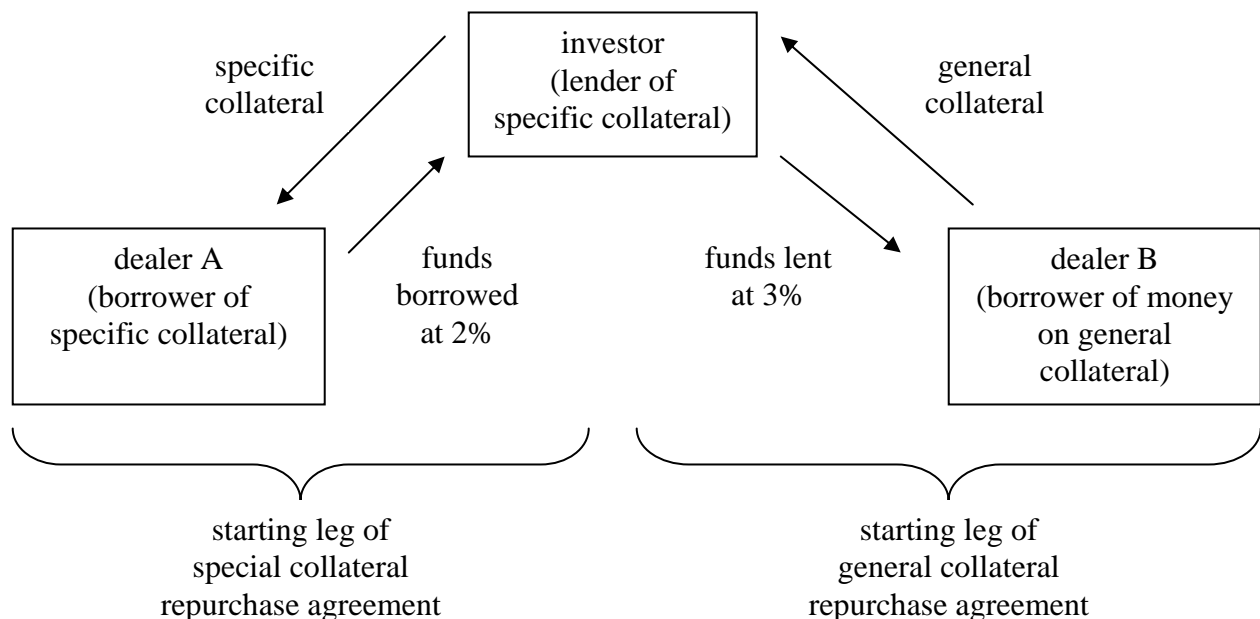 investor
(lender of
specific collateral)
specific
collateral
general
collateral
dealer A
(borrower of
specific collateral)
funds
borrowed
at 2%
funds lent
at 3%
dealer B
(borrower of money
on general
collateral)
starting leg of
special collateral
repurchase agreement
starting leg of
general collateral
repurchase agreement